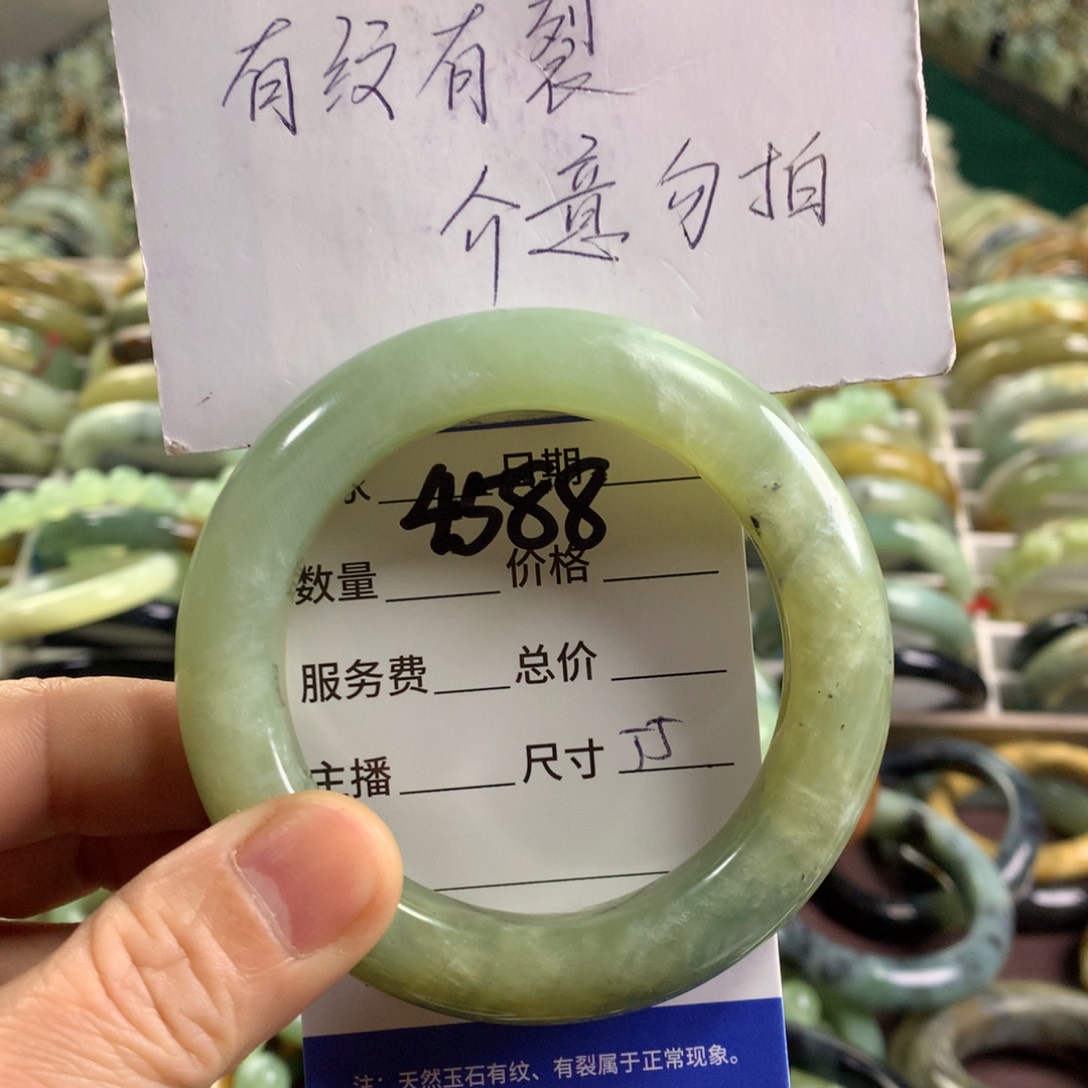 有纹有裂
介意勿拍
日期
4588
数量 价格
服务费 总价
主播 尺寸 55
注：天然玉石有纹、有裂属于正常现象。